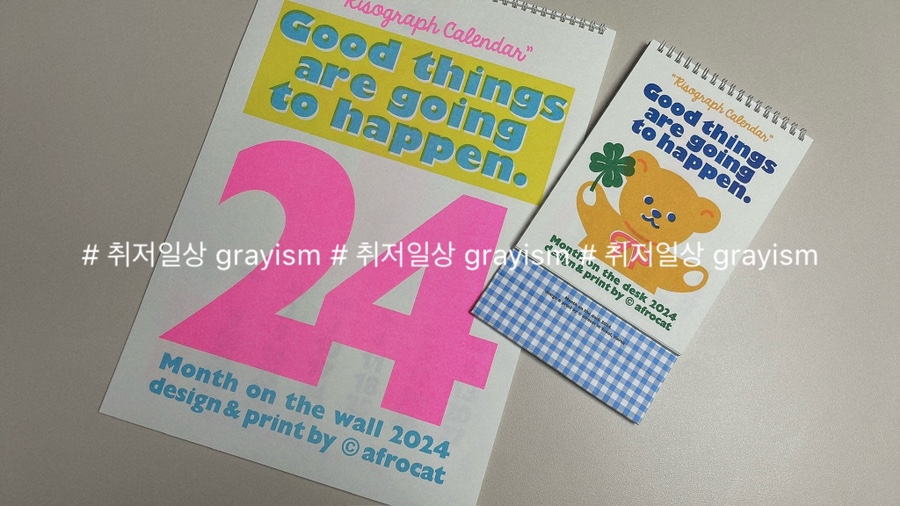 "Risograph Calendar"
Good things
are going
to happen.
24
Month on the wall 2024
design & print by © afrocat
"Risograph Calendar"
Good things
are going
to happen.
Month on the desk 2024
design & print by © afrocat
# 취저일상 grayism # 취저일상 grayism # 취저일상 grayism